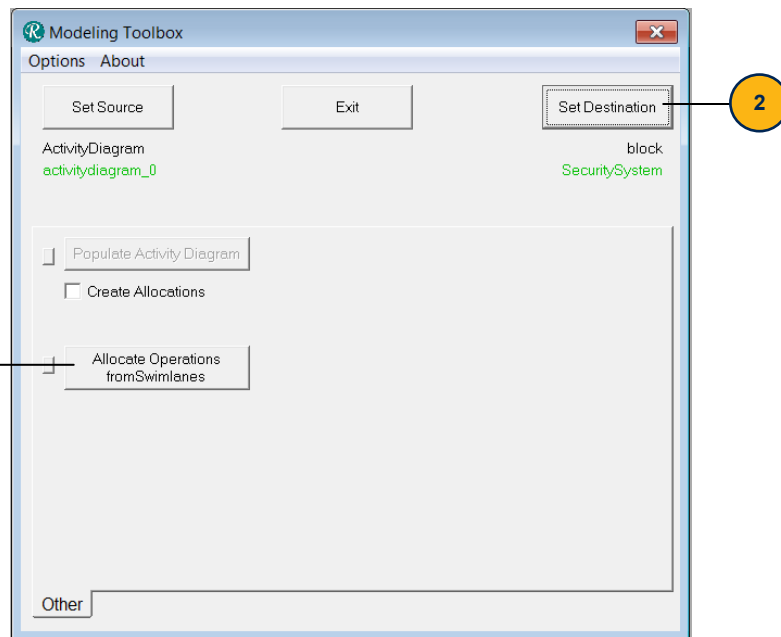 Modeling Toolbox
Options About
Set Source Exit Set Destination 2
ActivityDiagram block
activitydiagram_0 SecuritySystem
Populate Activity Diagram
Create Allocations
Allocate Operations
fromSwimlanes
Other